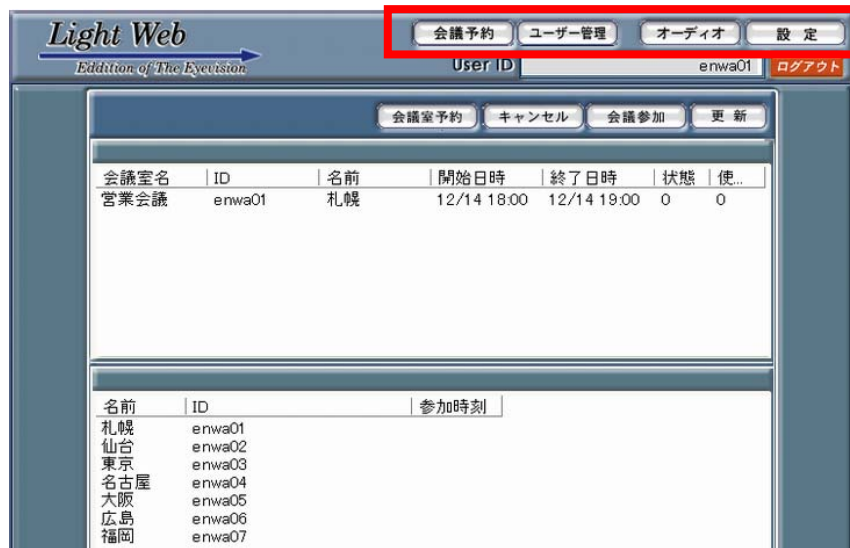 Light Web
Eddition of The Eyevision
会議予約 ユーザー管理 オーディオ 設 定
User ID enwa01 ログアウト
会議室予約 キャンセル 会議参加 更 新
会議室名 ID 名前 開始日時 終了日時 状態 使...
営業会議 enwa01 札幌 12/14 18:00 12/14 19:00 0 0
名前 ID 参加時刻
札幌 enwa01
仙台 enwa02
東京 enwa03
名古屋 enwa04
大阪 enwa05
広島 enwa06
福岡 enwa07